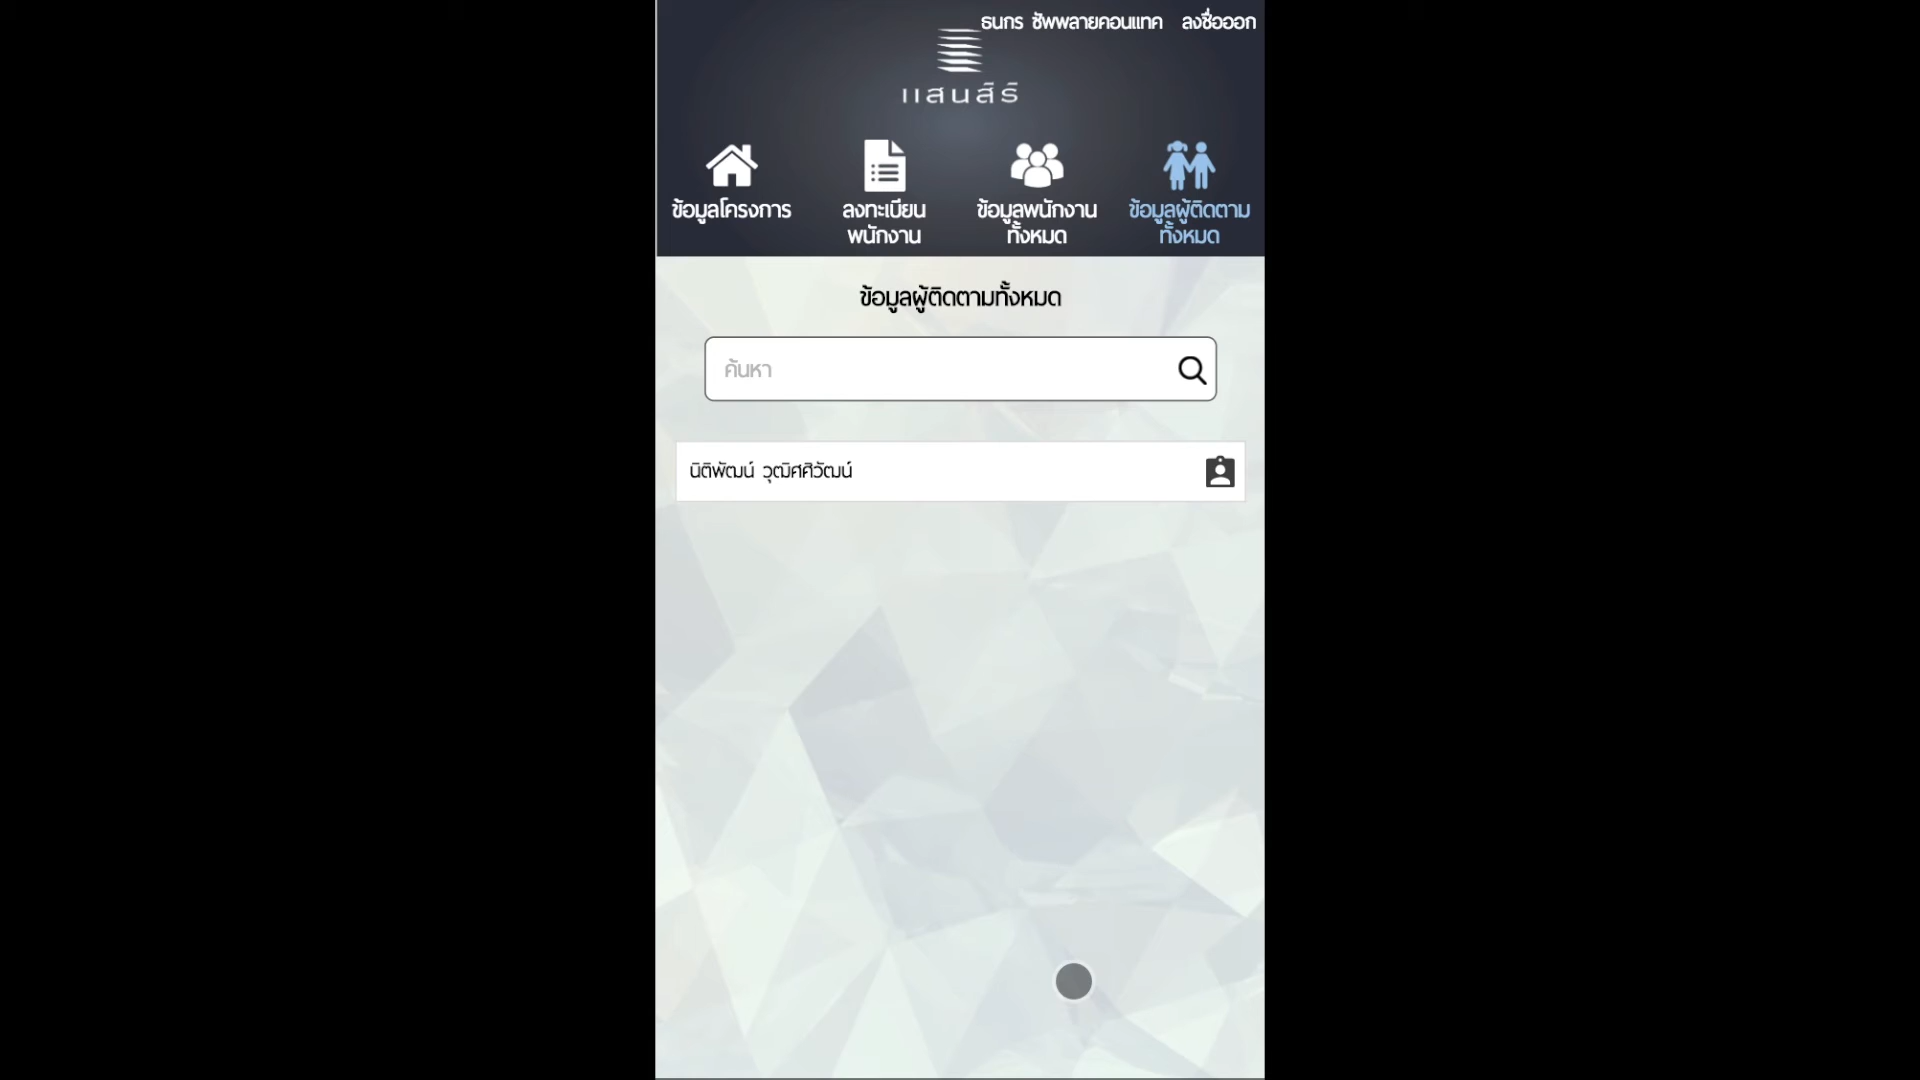 ธนกร ซัพพลายคอนแทค ลงชื่อออก
แสนสิริ
ข้อมูลโครงการ
ลงทะเบียน
พนักงาน
ข้อมูลพนักงาน
ทั้งหมด
ข้อมูลผู้ติดตาม
ทั้งหมด
ข้อมูลผู้ติดตามทั้งหมด
ค้นหา
นิติพัฒน์ วุฒิศศิวัฒน์